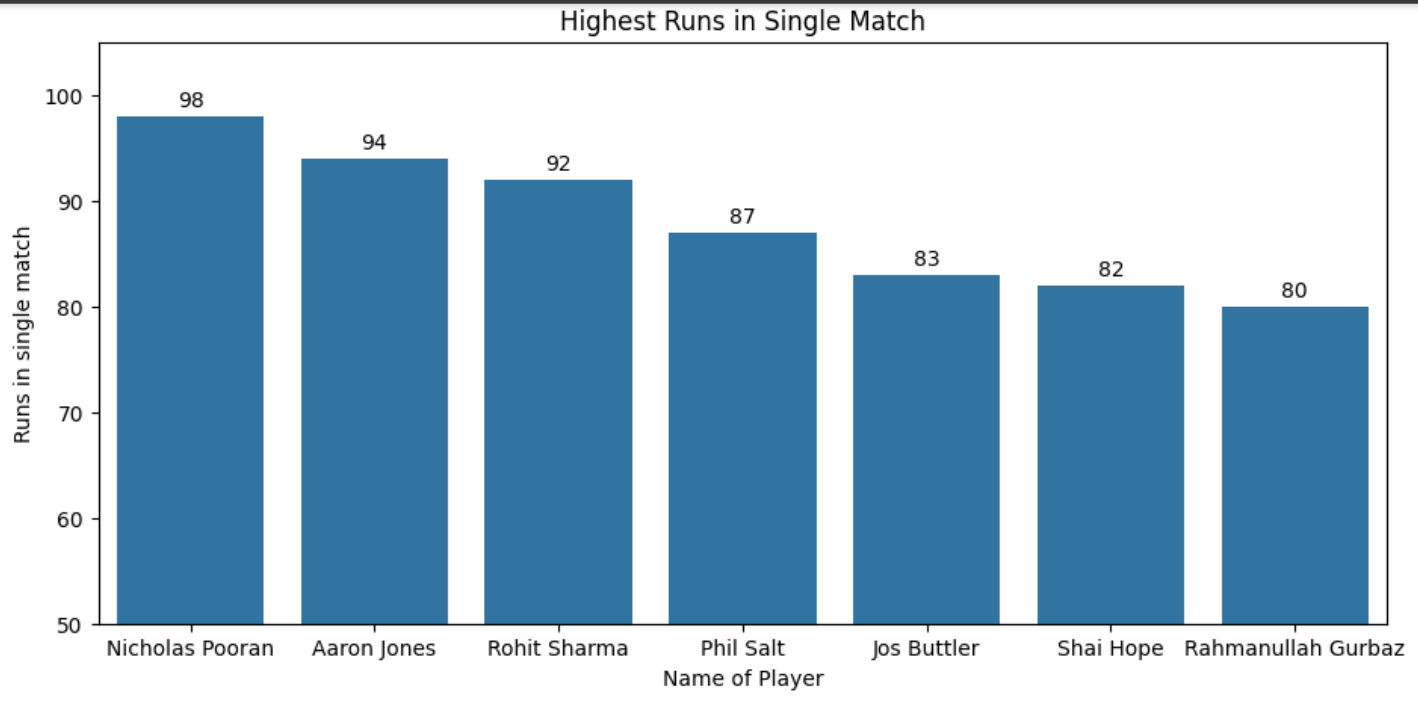 Highest Runs in Single Match
100
90
80
70
60
50
Runs in single match
98
94
92
87
83
82
80
Nicholas Pooran
Aaron Jones
Rohit Sharma
Phil Salt
Jos Buttler
Shai Hope
Rahmanullah Gurbaz
Name of Player